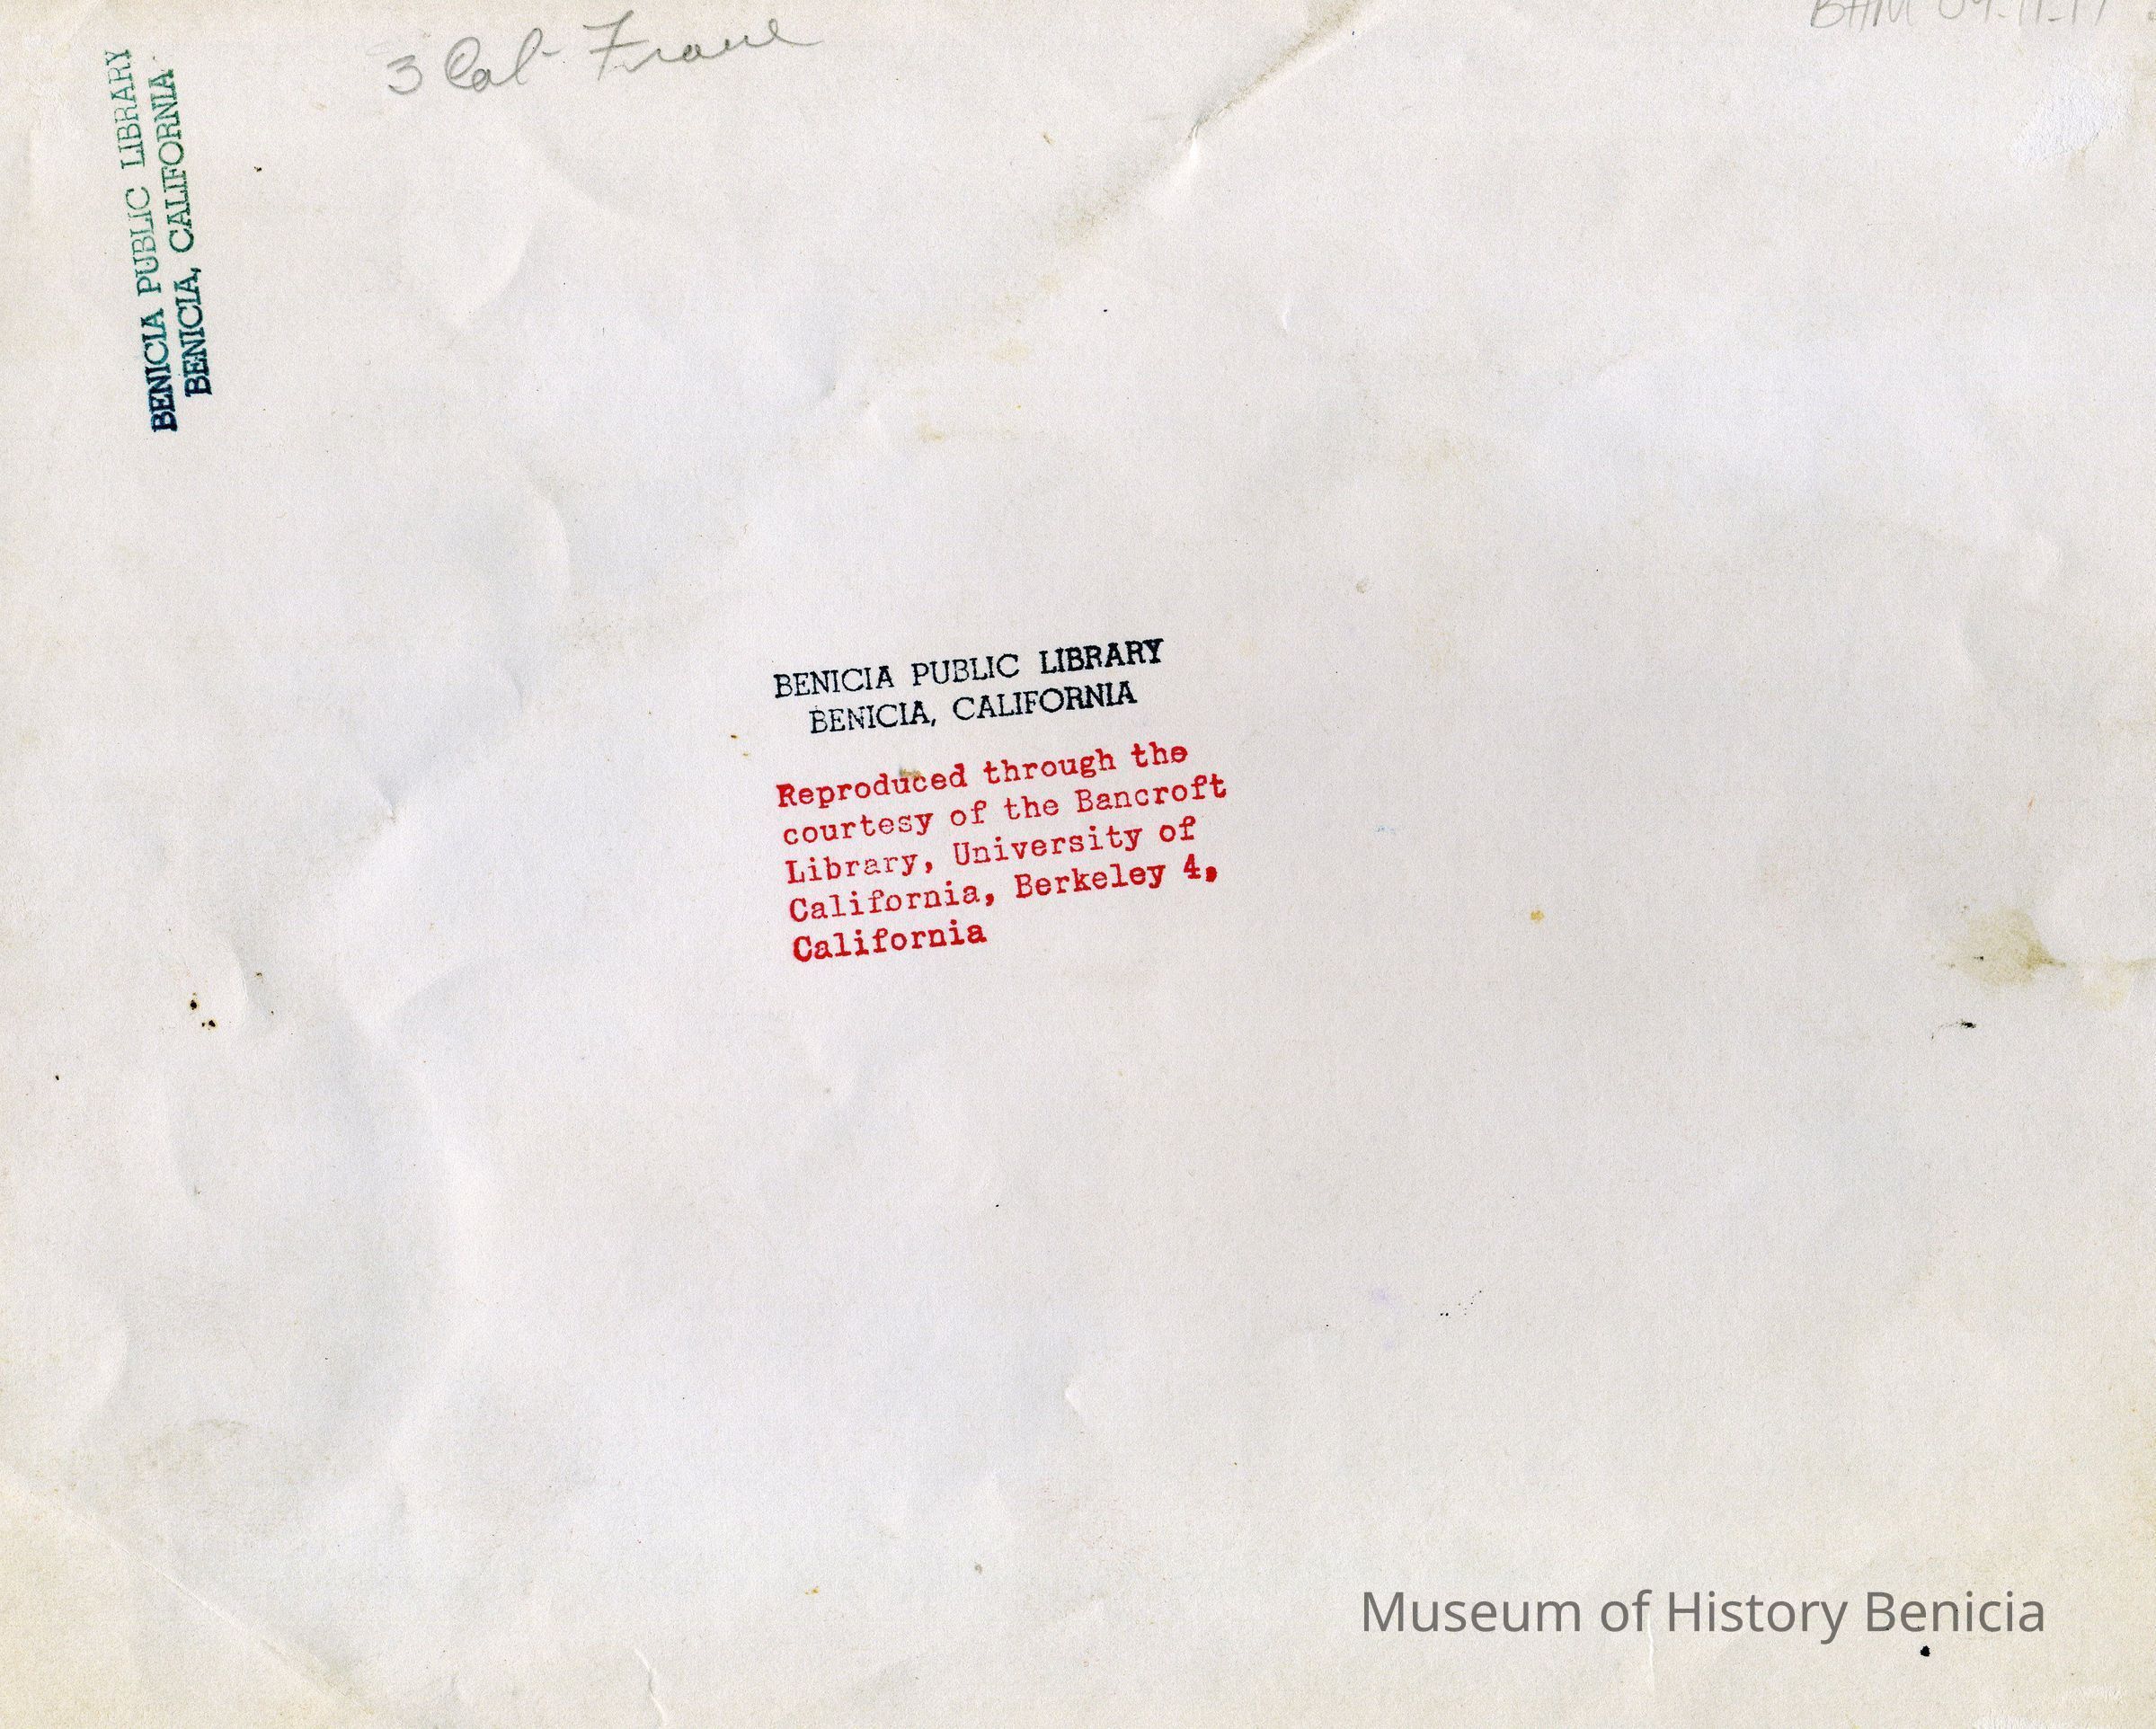 3 Cal-
BENICIA PUBLIC LIBRARY
BENICIA, CALIFORNIA
BENICIA PUBLIC LIBRARY
BENICIA, CALIFORNIA
Reproduced through the
courtesy of the Bancroft
Library, University of
California, Berkeley 4,
California
Museum of History Benicia